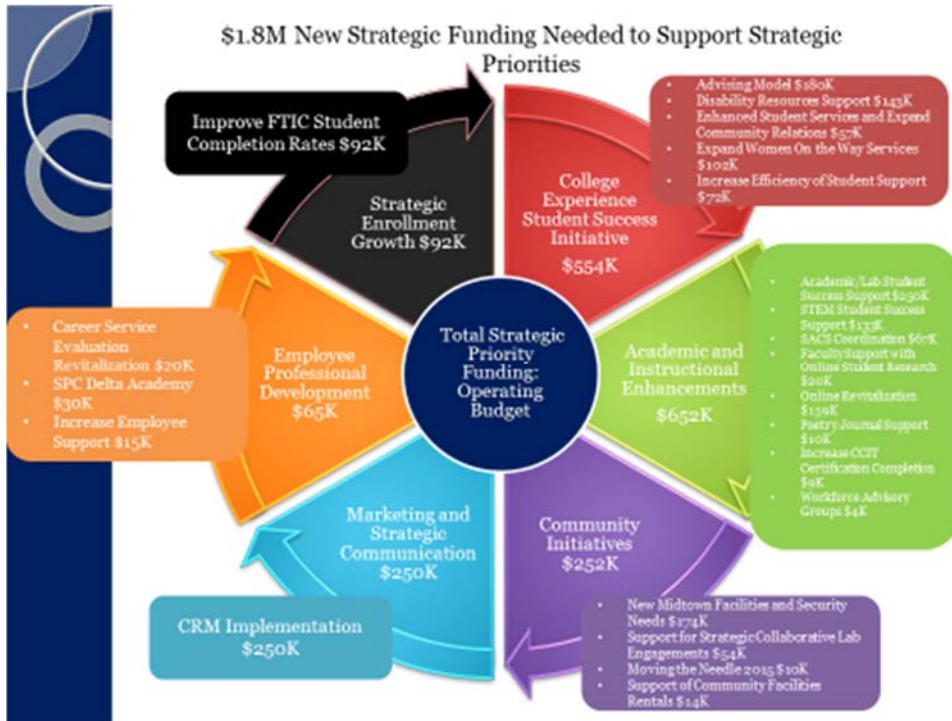 $1.8M New Strategic Funding Needed to Support Strategic
Priorities
Improve FTIC Student
Completion Rates $92K
Strategic
Enrollment
Growth $92K
College
Experience
Student Success
Initiative
$554K
• Advising Model $180K
• Disability Resources Support $143K
• Enhanced Student Services and Expand
Community Relations $57K
• Expand Women On the Way Services
$102K
• Increase Efficiency of Student Support
$72K
Academic and
Instructional
Enhancements
$652K
• Academic/Lab Student
Success Support $250K
• STEM Student Success
Support $133K
• SACS Coordination $67K
• Faculty Support with
Online Student Research
$20K
• Online Revitalization
$159K
• Poetry Journal Support
$10K
• Increase CCIT
Certification Completion
$9K
• Workforce Advisory
Groups $4K
Total Strategic
Priority
Funding:
Operating
Budget
Community
Initiatives
$252K
• New Midtown Facilities and Security
Needs $174K
• Support for Strategic Collaborative Lab
Engagements $54K
• Moving the Needle 2015 $10K
• Support of Community Facilities
Rentals $14K
Marketing and
Strategic
Communication
$250K
CRM Implementation
$250K
Employee
Professional
Development
$65K
• Career Service
Evaluation
Revitalization $20K
• SPC Delta Academy
$30K
• Increase Employee
Support $15K